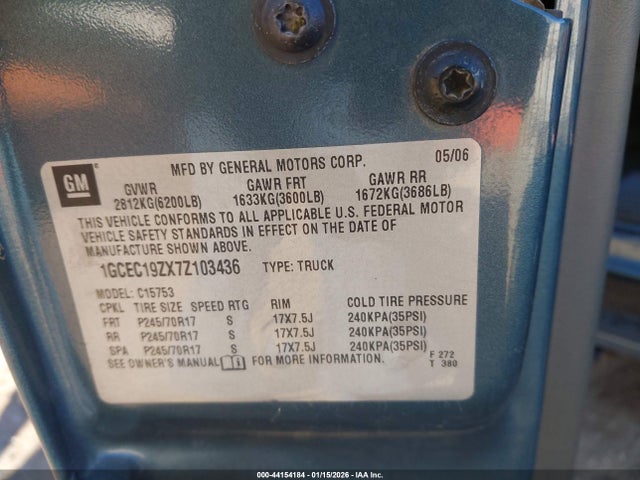 MFD BY GENERAL MOTORS CORP. 05/06
GM
GVWR GAWR FRT GAWR RR
2812KG(6200LB) 1633KG(3600LB) 1672KG(3686LB)
THIS VEHICLE CONFORMS TO ALL APPLICABLE U.S. FEDERAL MOTOR
VEHICLE SAFETY STANDARDS IN EFFECT ON THE DATE OF
MANUFACTURE SHOWN ABOVE.
1GCEC19ZX7Z103436 TYPE: TRUCK
MODEL: C15753
CPKL TIRE SIZE SPEED RTG RIM COLD TIRE PRESSURE
FRT P245/70R17 S 17X7.5J 240KPA(35PSI)
RR P245/70R17 S 17X7.5J 240KPA(35PSI)
SPA P245/70R17 S 17X7.5J 240KPA(35PSI)
SEE OWNER'S MANUAL FOR MORE INFORMATION. F 272
T 380
000-44154184 - 01/15/2026 - IAA Inc.